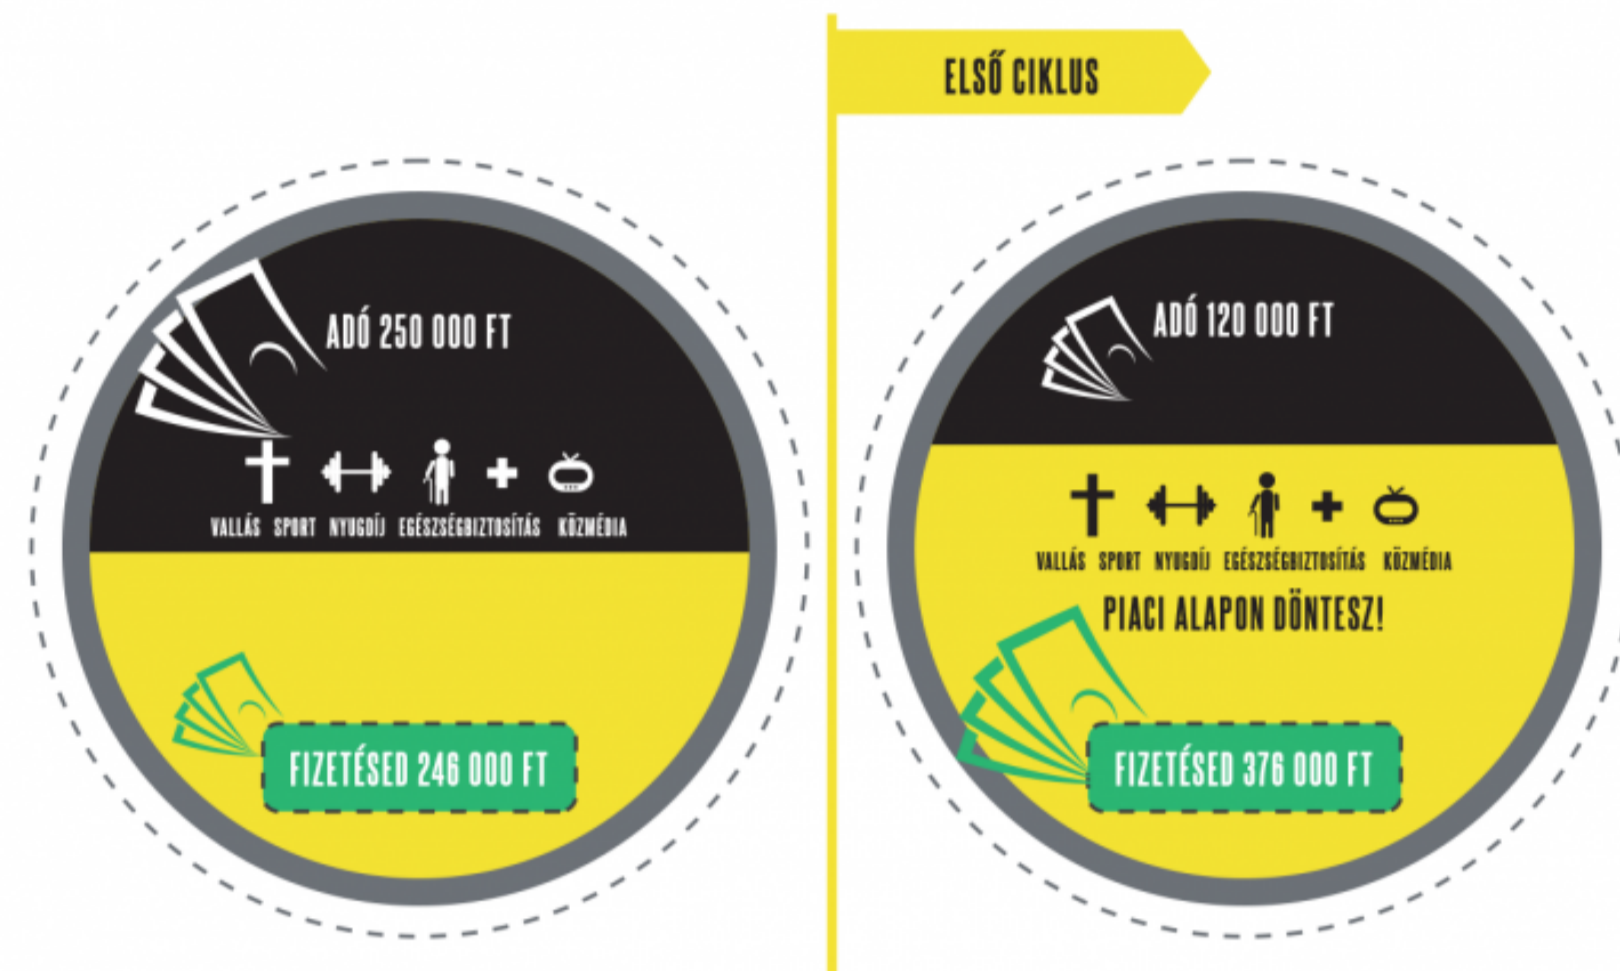 ADÓ 250 000 FT
VALLÁS SPORT NYUGDÍJ EGÉSZSÉGBIZTOSÍTÁS KÖZMÉDIA
FIZETÉSED 246 000 FT
ELSŐ CIKLUS
ADÓ 120 000 FT
VALLÁS SPORT NYUGDÍJ EGÉSZSÉGBIZTOSÍTÁS KÖZMÉDIA
PIACI ALAPON DÖNTESZ!
FIZETÉSED 376 000 FT